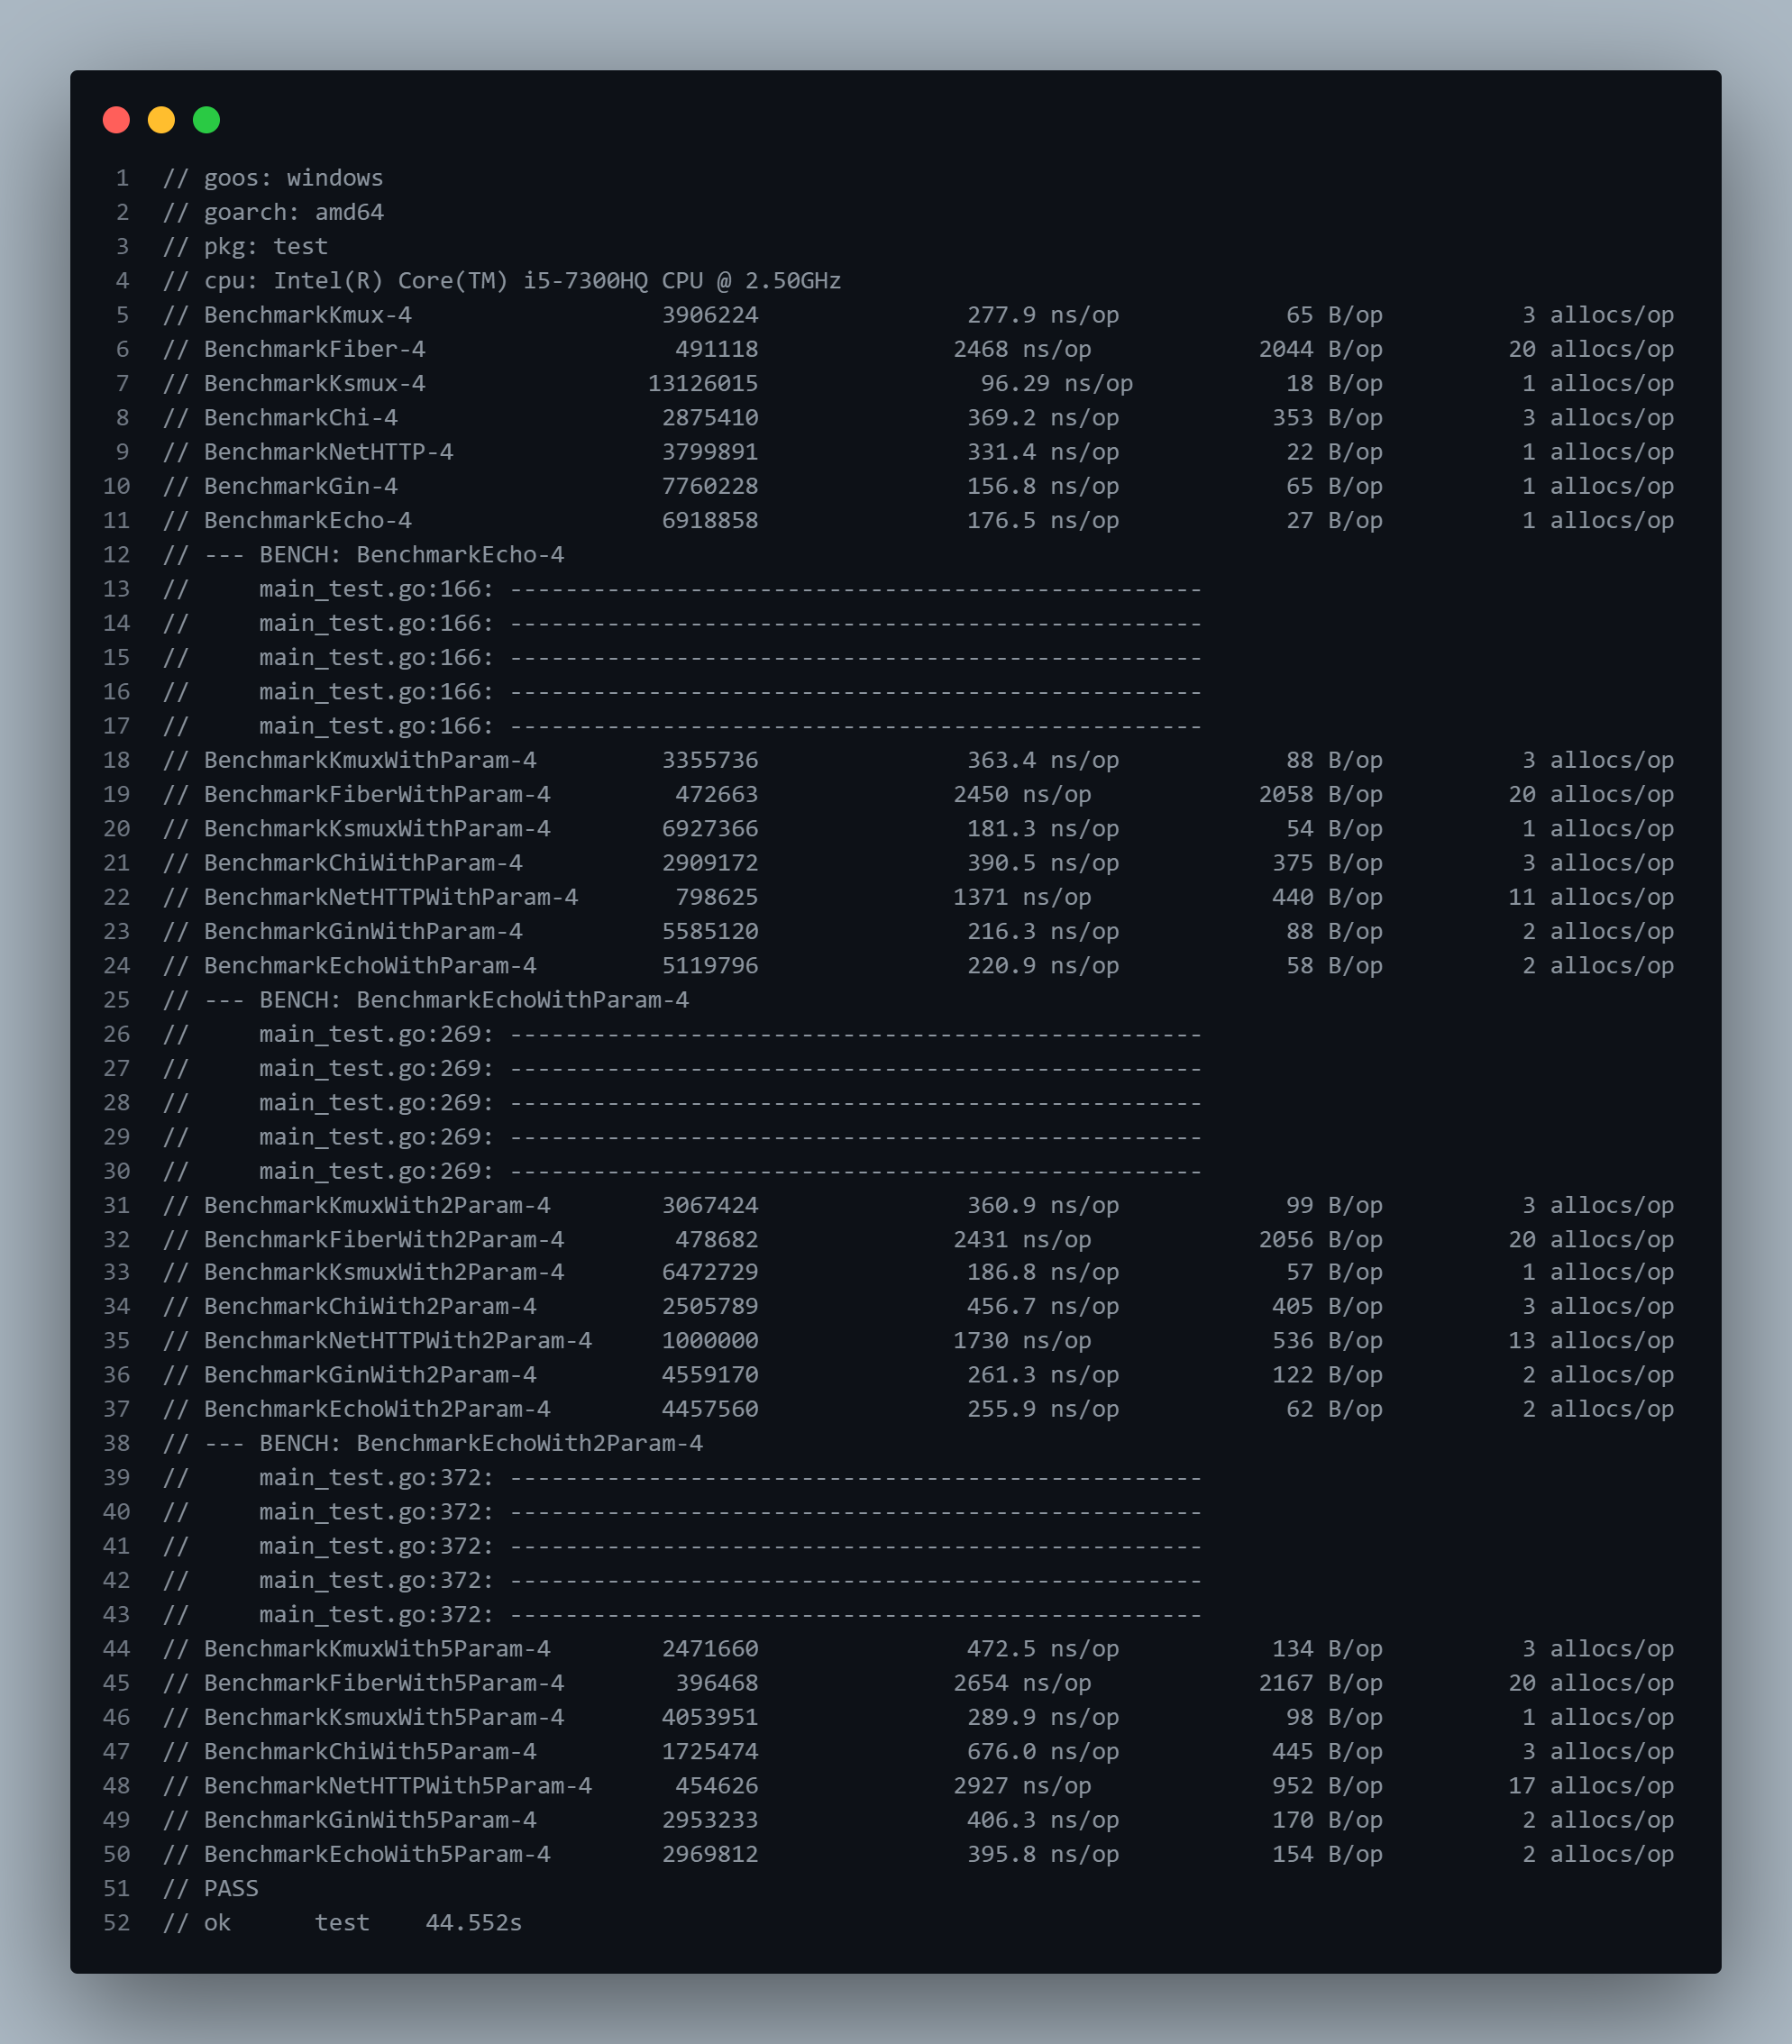 1 // goos: windows
2 // goarch: amd64
3 // pkg: test
4 // cpu: Intel(R) Core(TM) i5-7300HQ CPU @ 2.50GHz
5 // BenchmarkKmux-4 3906224 277.9 ns/op 65 B/op 3 allocs/op
6 // BenchmarkFiber-4 491118 2468 ns/op 2044 B/op 20 allocs/op
7 // BenchmarkKsmux-4 13126015 96.29 ns/op 18 B/op 1 allocs/op
8 // BenchmarkChi-4 2875410 369.2 ns/op 353 B/op 3 allocs/op
9 // BenchmarkNetHTTP-4 3799891 331.4 ns/op 22 B/op 1 allocs/op
10 // BenchmarkGin-4 7760228 156.8 ns/op 65 B/op 1 allocs/op
11 // BenchmarkEcho-4 6918858 176.5 ns/op 27 B/op 1 allocs/op
12 // --- BENCH: BenchmarkEcho-4
13 // main_test.go:166: --------------------------------------------------
14 // main_test.go:166: --------------------------------------------------
15 // main_test.go:166: --------------------------------------------------
16 // main_test.go:166: --------------------------------------------------
17 // main_test.go:166: --------------------------------------------------
18 // BenchmarkKmuxWithParam-4 3355736 363.4 ns/op 88 B/op 3 allocs/op
19 // BenchmarkFiberWithParam-4 472663 2450 ns/op 2058 B/op 20 allocs/op
20 // BenchmarkKsmuxWithParam-4 6927366 181.3 ns/op 54 B/op 1 allocs/op
21 // BenchmarkChiWithParam-4 2909172 390.5 ns/op 375 B/op 3 allocs/op
22 // BenchmarkNetHTTPWithParam-4 798625 1371 ns/op 440 B/op 11 allocs/op
23 // BenchmarkGinWithParam-4 5585120 216.3 ns/op 88 B/op 2 allocs/op
24 // BenchmarkEchoWithParam-4 5119796 220.9 ns/op 58 B/op 2 allocs/op
25 // --- BENCH: BenchmarkEchoWithParam-4
26 // main_test.go:269: --------------------------------------------------
27 // main_test.go:269: --------------------------------------------------
28 // main_test.go:269: --------------------------------------------------
29 // main_test.go:269: --------------------------------------------------
30 // main_test.go:269: --------------------------------------------------
31 // BenchmarkKmuxWith2Param-4 3067424 360.9 ns/op 99 B/op 3 allocs/op
32 // BenchmarkFiberWith2Param-4 478682 2431 ns/op 2056 B/op 20 allocs/op
33 // BenchmarkKsmuxWith2Param-4 6472729 186.8 ns/op 57 B/op 1 allocs/op
34 // BenchmarkChiWith2Param-4 2505789 456.7 ns/op 405 B/op 3 allocs/op
35 // BenchmarkNetHTTPWith2Param-4 1000000 1730 ns/op 536 B/op 13 allocs/op
36 // BenchmarkGinWith2Param-4 4559170 261.3 ns/op 122 B/op 2 allocs/op
37 // BenchmarkEchoWith2Param-4 4457560 255.9 ns/op 62 B/op 2 allocs/op
38 // --- BENCH: BenchmarkEchoWith2Param-4
39 // main_test.go:372: --------------------------------------------------
40 // main_test.go:372: --------------------------------------------------
41 // main_test.go:372: --------------------------------------------------
42 // main_test.go:372: --------------------------------------------------
43 // main_test.go:372: --------------------------------------------------
44 // BenchmarkKmuxWith5Param-4 2471660 472.5 ns/op 134 B/op 3 allocs/op
45 // BenchmarkFiberWith5Param-4 396468 2654 ns/op 2167 B/op 20 allocs/op
46 // BenchmarkKsmuxWith5Param-4 4053951 289.9 ns/op 98 B/op 1 allocs/op
47 // BenchmarkChiWith5Param-4 1725474 676.0 ns/op 445 B/op 3 allocs/op
48 // BenchmarkNetHTTPWith5Param-4 454626 2927 ns/op 952 B/op 17 allocs/op
49 // BenchmarkGinWith5Param-4 2953233 406.3 ns/op 170 B/op 2 allocs/op
50 // BenchmarkEchoWith5Param-4 2969812 395.8 ns/op 154 B/op 2 allocs/op
51 // PASS
52 // ok test 44.552s